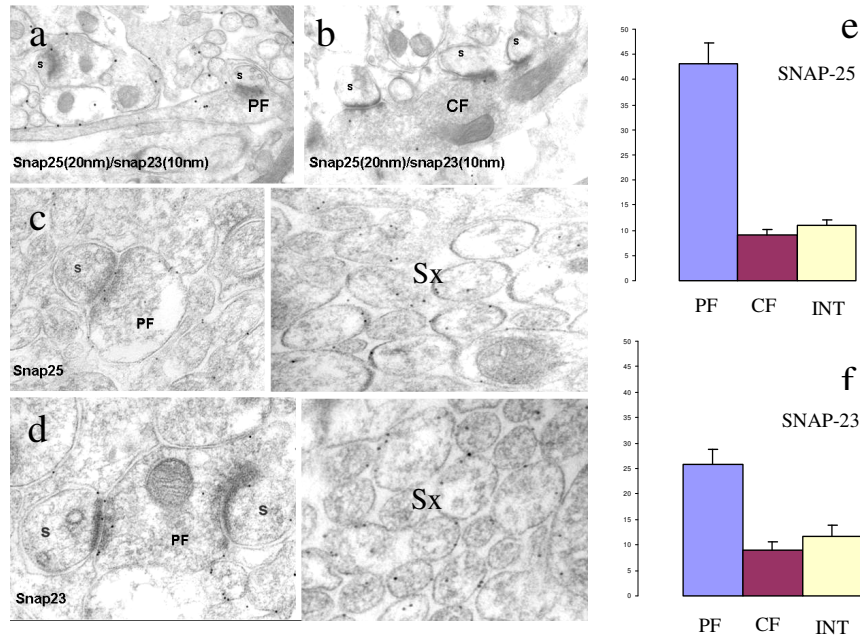 a
s
s
PF
Snap25(20nm)/snap23(10nm)
b
s
s
s
CF
Snap25(20nm)/snap23(10nm)
c
s
PF
Snap25
Sx
d
s
PF
s
Snap23
Sx
e
SNAP-25
50
45
40
35
30
25
20
15
10
5
0
PF CF INT
f
SNAP-23
50
45
40
35
30
25
20
15
10
5
0
PF CF INT